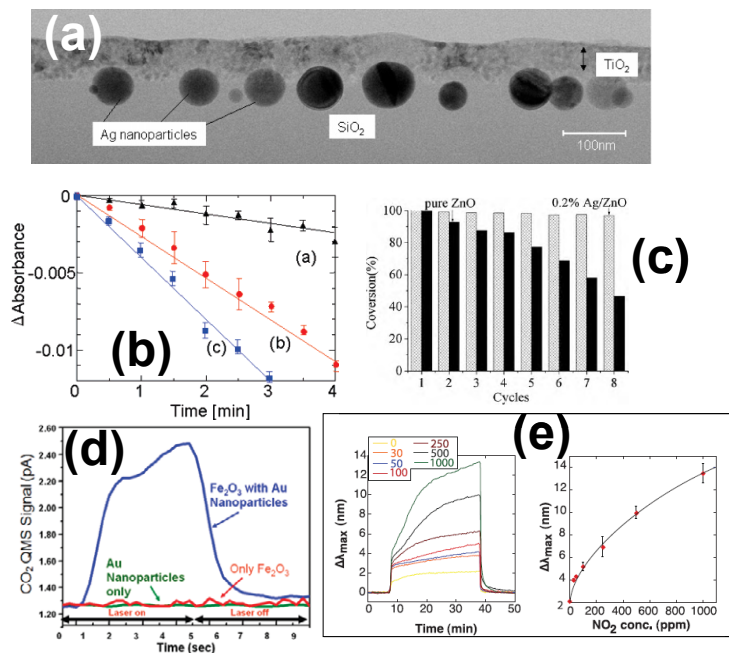 (a)
TiO2
Ag nanoparticles
SiO2
100nm
(b)
Δ Absorbance
0
-0.005
-0.01
(a)
(b)
(c)
0 1 2 3 4
Time [min]
(c)
pure ZnO 0.2% Ag/ZnO
Coversion(%)
100
80
60
40
20
0
1 2 3 4 5 6 7 8
Cycles
(d)
CO2 QMS Signal (pA)
2.60
2.40
2.20
2.00
1.80
1.60
1.40
1.20
Fe2O3 with Au
Nanoparticles
Au
Nanoparticles
only
Only Fe2O3
Laser on Laser off
0 1 2 3 4 5 6 7 8 9
Time (sec)
(e)
0 250
30 500
50 1000
100
Δλmax (nm)
14
12
10
8
6
4
2
0
0 10 20 30 40 50
Time (min)
Δλmax (nm)
14
12
10
8
6
4
2
0 200 400 600 800 1000
NO2 conc. (ppm)